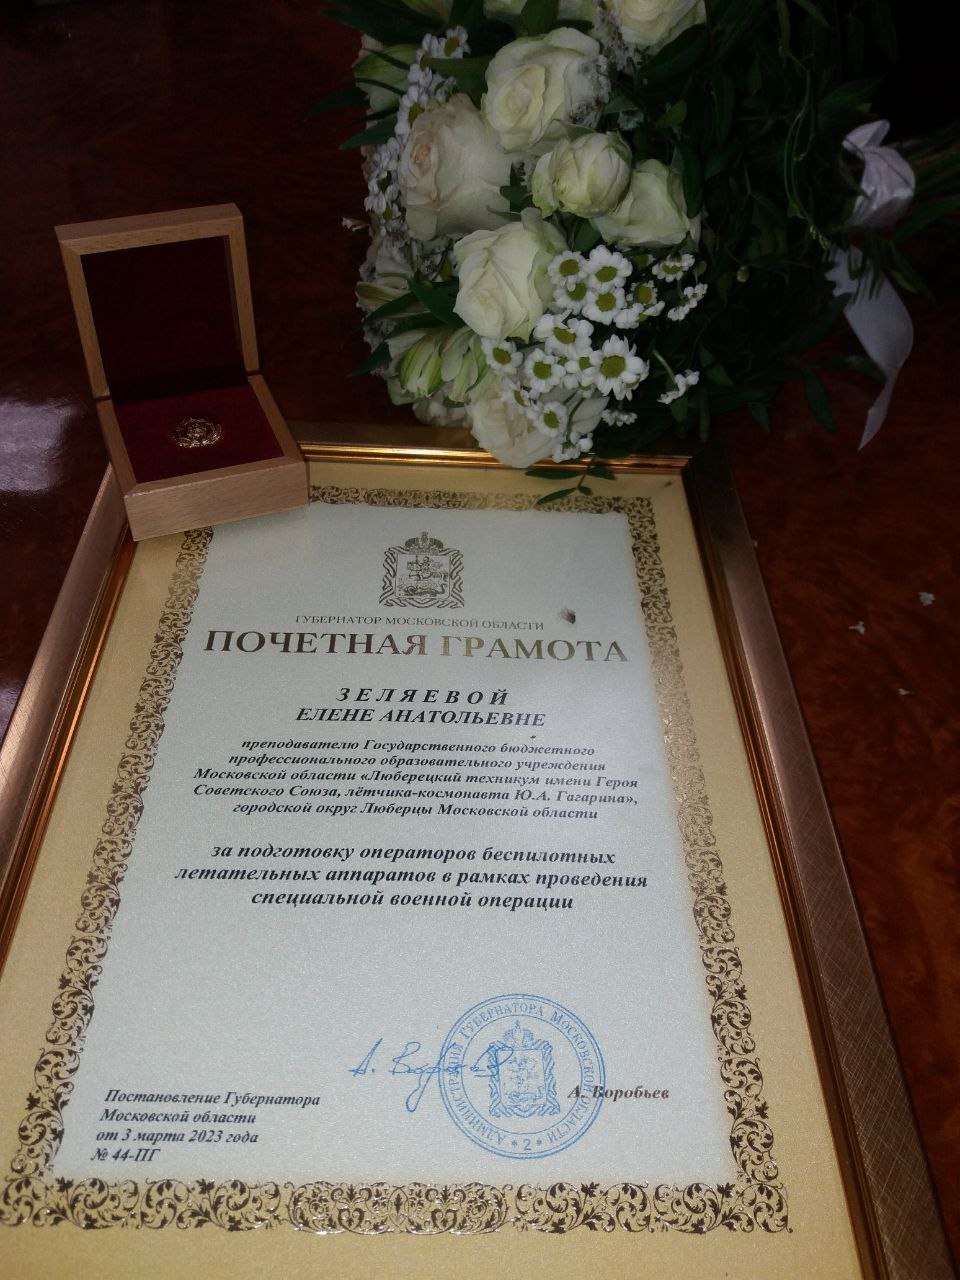 ГУБЕРНАТОР МОСКОВСКОЙ ОБЛАСТИ
ПОЧЕТНАЯ ГРАМОТА
ЗЕЛЯЕВОЙ
ЕЛЕНЕ АНАТОЛЬЕВНЕ
преподавателю Государственного бюджетного
профессионального образовательного учреждения
Московской области «Люберецкий техникум имени Героя
Советского Союза, лётчика-космонавта Ю.А. Гагарина»,
городской округ Люберцы Московской области
за подготовку операторов беспилотных
летательных аппаратов в рамках проведения
специальной военной операции
АДМИНИСТРАЦИЯ ГУБЕРНАТОРА МОСКОВСКОЙ ОБЛАСТИ
* 2 *
А. Воробьев
Постановление Губернатора
Московской области
от 3 марта 2023 года
№ 44-ПГ